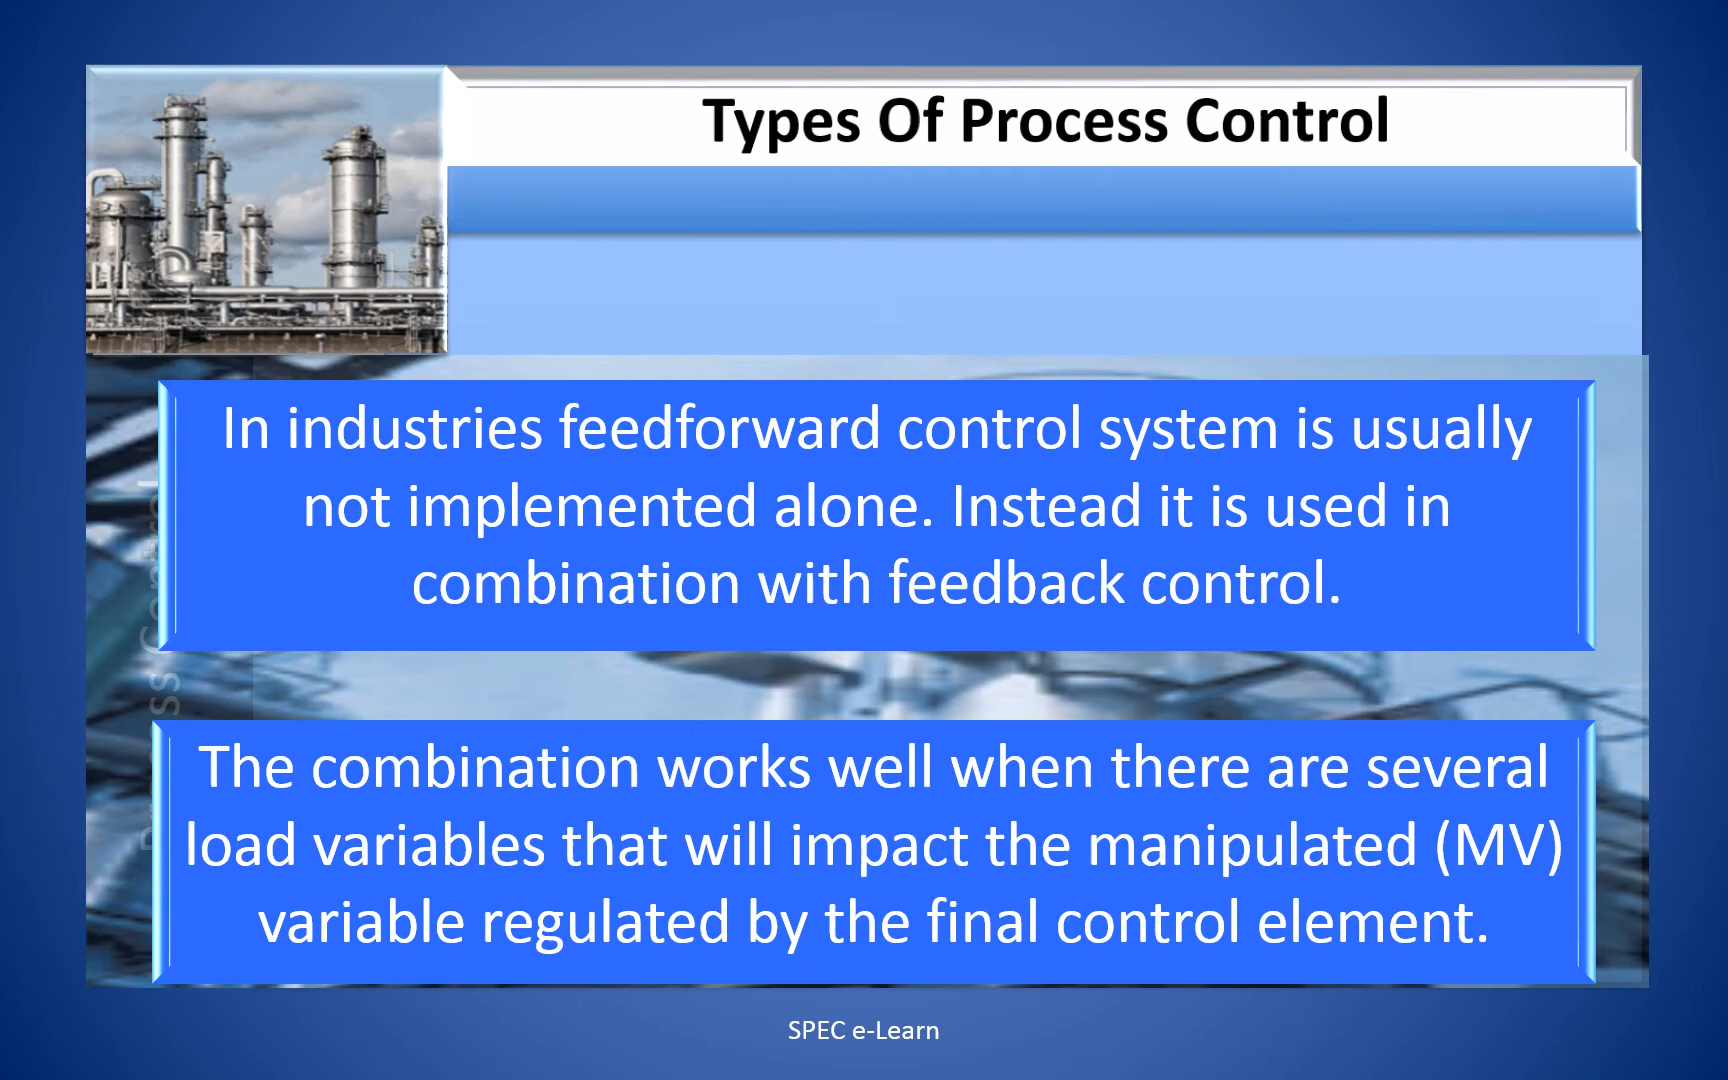 Types Of Process Control
In industries feedforward control system is usually
not implemented alone. Instead it is used in
combination with feedback control.
The combination works well when there are several
load variables that will impact the manipulated (MV)
variable regulated by the final control element.
SPEC e-Learn